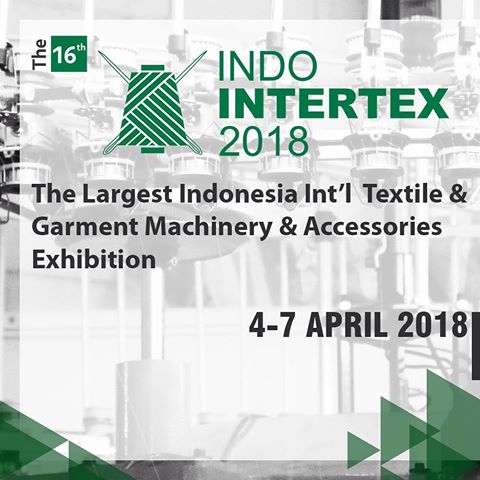 The 16th
INDO
INTERTEX
2018
The Largest Indonesia Int'l Textile &
Garment Machinery & Accessories
Exhibition
4-7 APRIL 2018